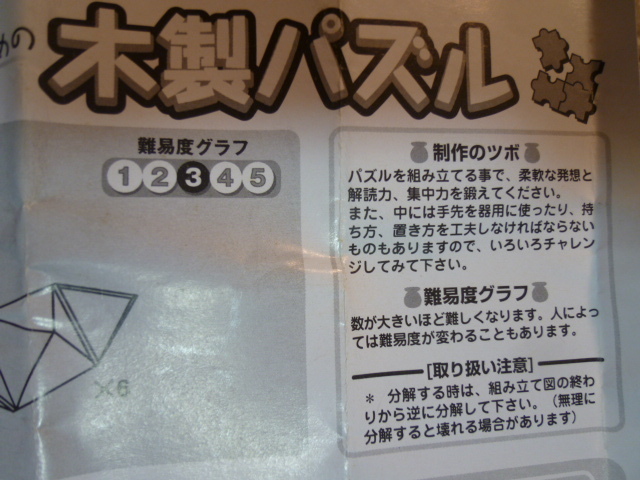 めの
木製パズル
難易度グラフ
1 2 3 4 5
制作のツボ
パズルを組み立てる事で、柔軟な発想と
解読力、集中力を鍛えてください。
また、中には手先を器用に使ったり、持
ち方、置き方を工夫しなければならない
ものもありますので、いろいろチャレン
ジしてみて下さい。
難易度グラフ
数が大きいほど難しくなります。人によっ
ては難易度が変わることもあります。
[取り扱い注意]
＊ 分解する時は、組み立て図の終わ
りから逆に分解して下さい。（無理に
分解すると壊れる場合があります）
×6